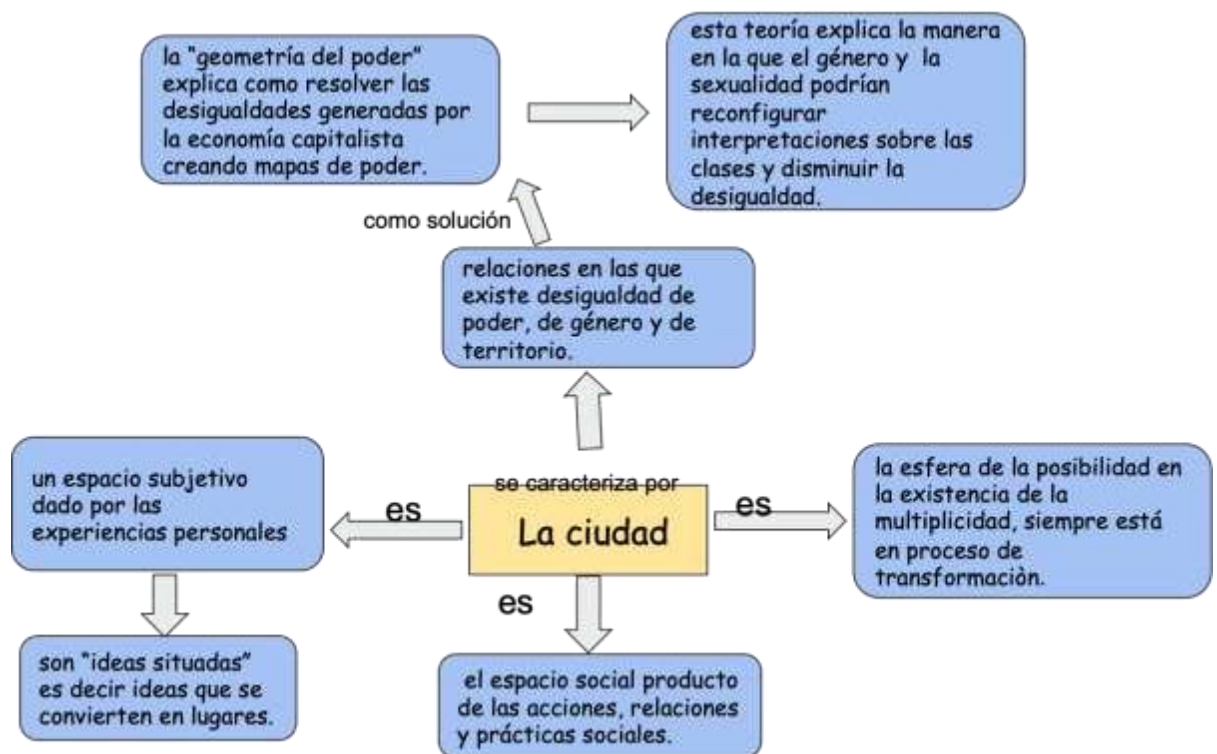 la "geometría del poder"
explica como resolver las
desigualdades generadas por
la economía capitalista
creando mapas de poder.
esta teoría explica la manera
en la que el género y la
sexualidad podrían
reconfigurar
interpretaciones sobre las
clases y disminuir la
desigualdad.
como solución
relaciones en las que
existe desigualdad de
poder, de género y de
territorio.
un espacio subjetivo
dado por las
experiencias personales
es
se caracteriza por
La ciudad
es
la esfera de la posibilidad en
la existencia de la
multiplicidad, siempre está
en proceso de
transformaciòn.
es
son "ideas situadas"
es decir ideas que se
convierten en lugares.
el espacio social producto
de las acciones, relaciones
y prácticas sociales.